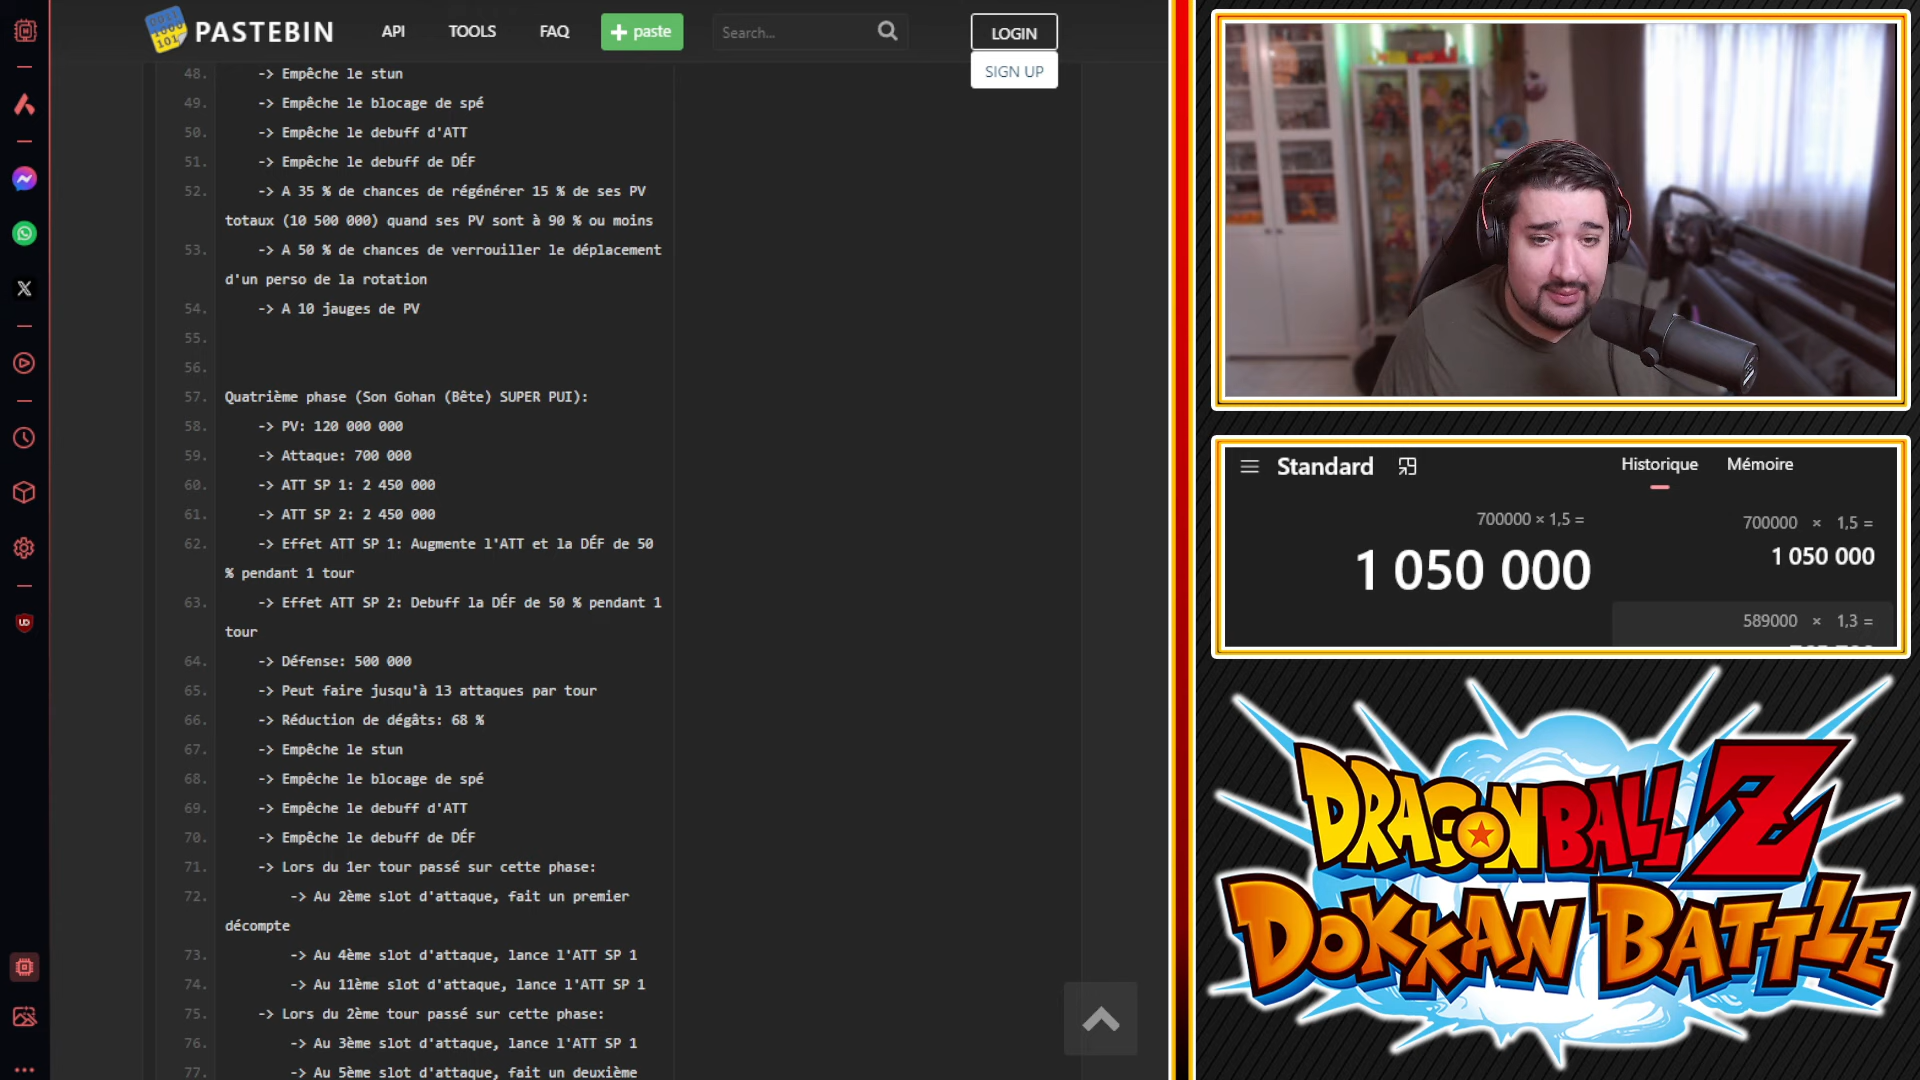 PASTEBIN
API
TOOLS
FAQ
paste
Search...
LOGIN
SIGN UP
48. -> Empêche le stun
49. -> Empêche le blocage de spé
50. -> Empêche le debuff d'ATT
51. -> Empêche le debuff de DÉF
52. -> A 35 % de chances de régénérer 15 % de ses PV
totaux (10 500 000) quand ses PV sont à 90 % ou moins
53. -> A 50 % de chances de verrouiller le déplacement
d'un perso de la rotation
54. -> A 10 jauges de PV
55.
56.
57. Quatrième phase (Son Gohan (Bête) SUPER PUI):
58. -> PV: 120 000 000
59. -> Attaque: 700 000
60. -> ATT SP 1: 2 450 000
61. -> ATT SP 2: 2 450 000
62. -> Effet ATT SP 1: Augmente l'ATT et la DÉF de 50
% pendant 1 tour
63. -> Effet ATT SP 2: Debuff la DÉF de 50 % pendant 1
tour
64. -> Défense: 500 000
65. -> Peut faire jusqu'à 13 attaques par tour
66. -> Réduction de dégâts: 68 %
67. -> Empêche le stun
68. -> Empêche le blocage de spé
69. -> Empêche le debuff d'ATT
70. -> Empêche le debuff de DÉF
71. -> Lors du 1er tour passé sur cette phase:
72. -> Au 2ème slot d'attaque, fait un premier
décompte
73. -> Au 4ème slot d'attaque, lance l'ATT SP 1
74. -> Au 11ème slot d'attaque, lance l'ATT SP 1
75. -> Lors du 2ème tour passé sur cette phase:
76. -> Au 3ème slot d'attaque, lance l'ATT SP 1
77. -> Au 5ème slot d'attaque, fait un deuxième
Standard
Historique
Mémoire
700000 × 1,5 =
1 050 000
700000 × 1,5 =
1 050 000
589000 × 1,3 =
DRAGON BALL Z
DOKKAN BATTLE